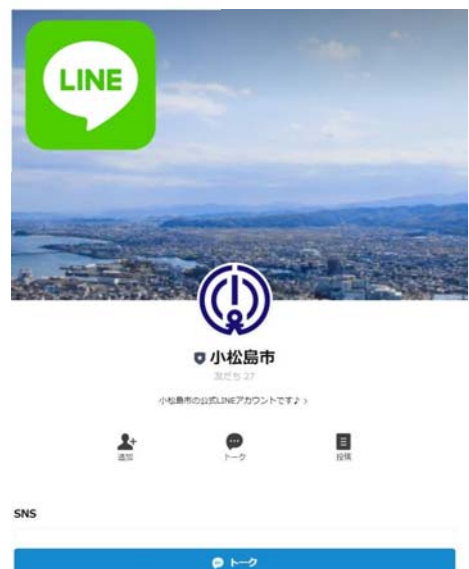 LINE
小松島市
友だち 27
小松島市の公式LINEアカウントです♪ >
追加
トーク
投稿
SNS
トーク